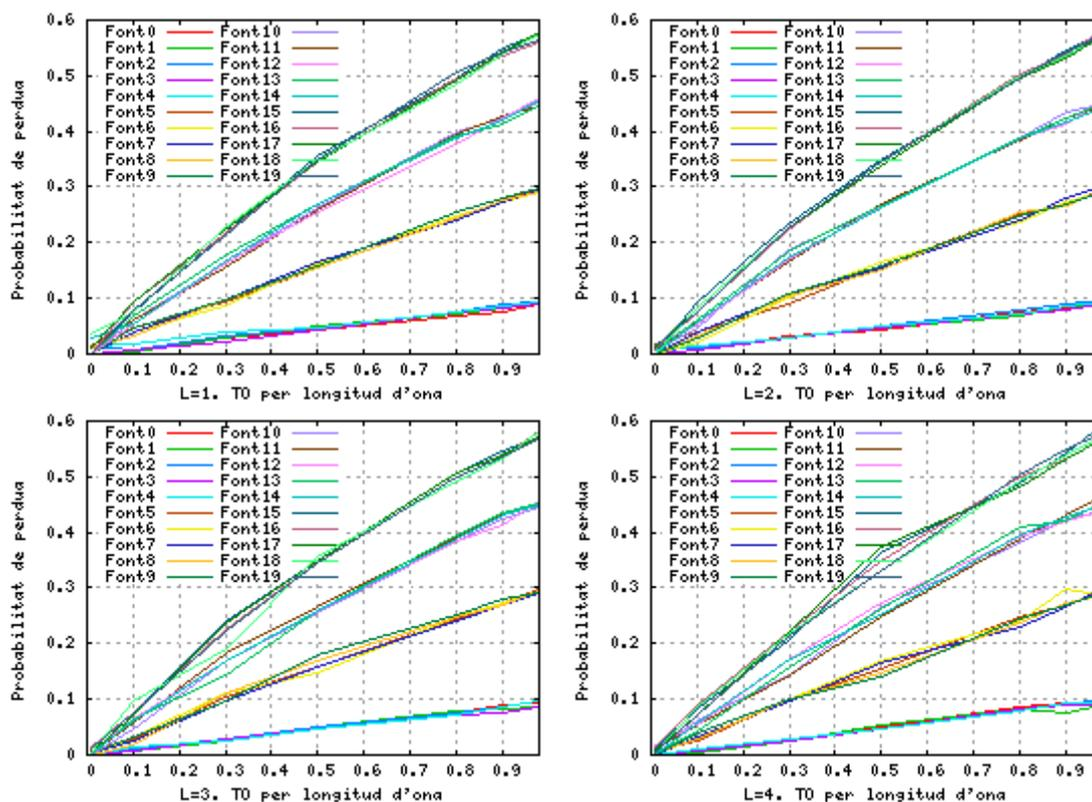 0.6
0.5
0.4
0.3
0.2
0.1
0
Probabilitat de perdua
Font0 Font10
Font1 Font11
Font2 Font12
Font3 Font13
Font4 Font14
Font5 Font15
Font6 Font16
Font7 Font17
Font8 Font18
Font9 Font19
0 0.1 0.2 0.3 0.4 0.5 0.6 0.7 0.8 0.9
L=1. TO per longitud d'ona
0.6
0.5
0.4
0.3
0.2
0.1
0
Probabilitat de perdua
Font0 Font10
Font1 Font11
Font2 Font12
Font3 Font13
Font4 Font14
Font5 Font15
Font6 Font16
Font7 Font17
Font8 Font18
Font9 Font19
0 0.1 0.2 0.3 0.4 0.5 0.6 0.7 0.8 0.9
L=2. TO per longitud d'ona
0.6
0.5
0.4
0.3
0.2
0.1
0
Probabilitat de perdua
Font0 Font10
Font1 Font11
Font2 Font12
Font3 Font13
Font4 Font14
Font5 Font15
Font6 Font16
Font7 Font17
Font8 Font18
Font9 Font19
0 0.1 0.2 0.3 0.4 0.5 0.6 0.7 0.8 0.9
L=3. TO per longitud d'ona
0.6
0.5
0.4
0.3
0.2
0.1
0
Probabilitat de perdua
Font0 Font10
Font1 Font11
Font2 Font12
Font3 Font13
Font4 Font14
Font5 Font15
Font6 Font16
Font7 Font17
Font8 Font18
Font9 Font19
0 0.1 0.2 0.3 0.4 0.5 0.6 0.7 0.8 0.9
L=4. TO per longitud d'ona